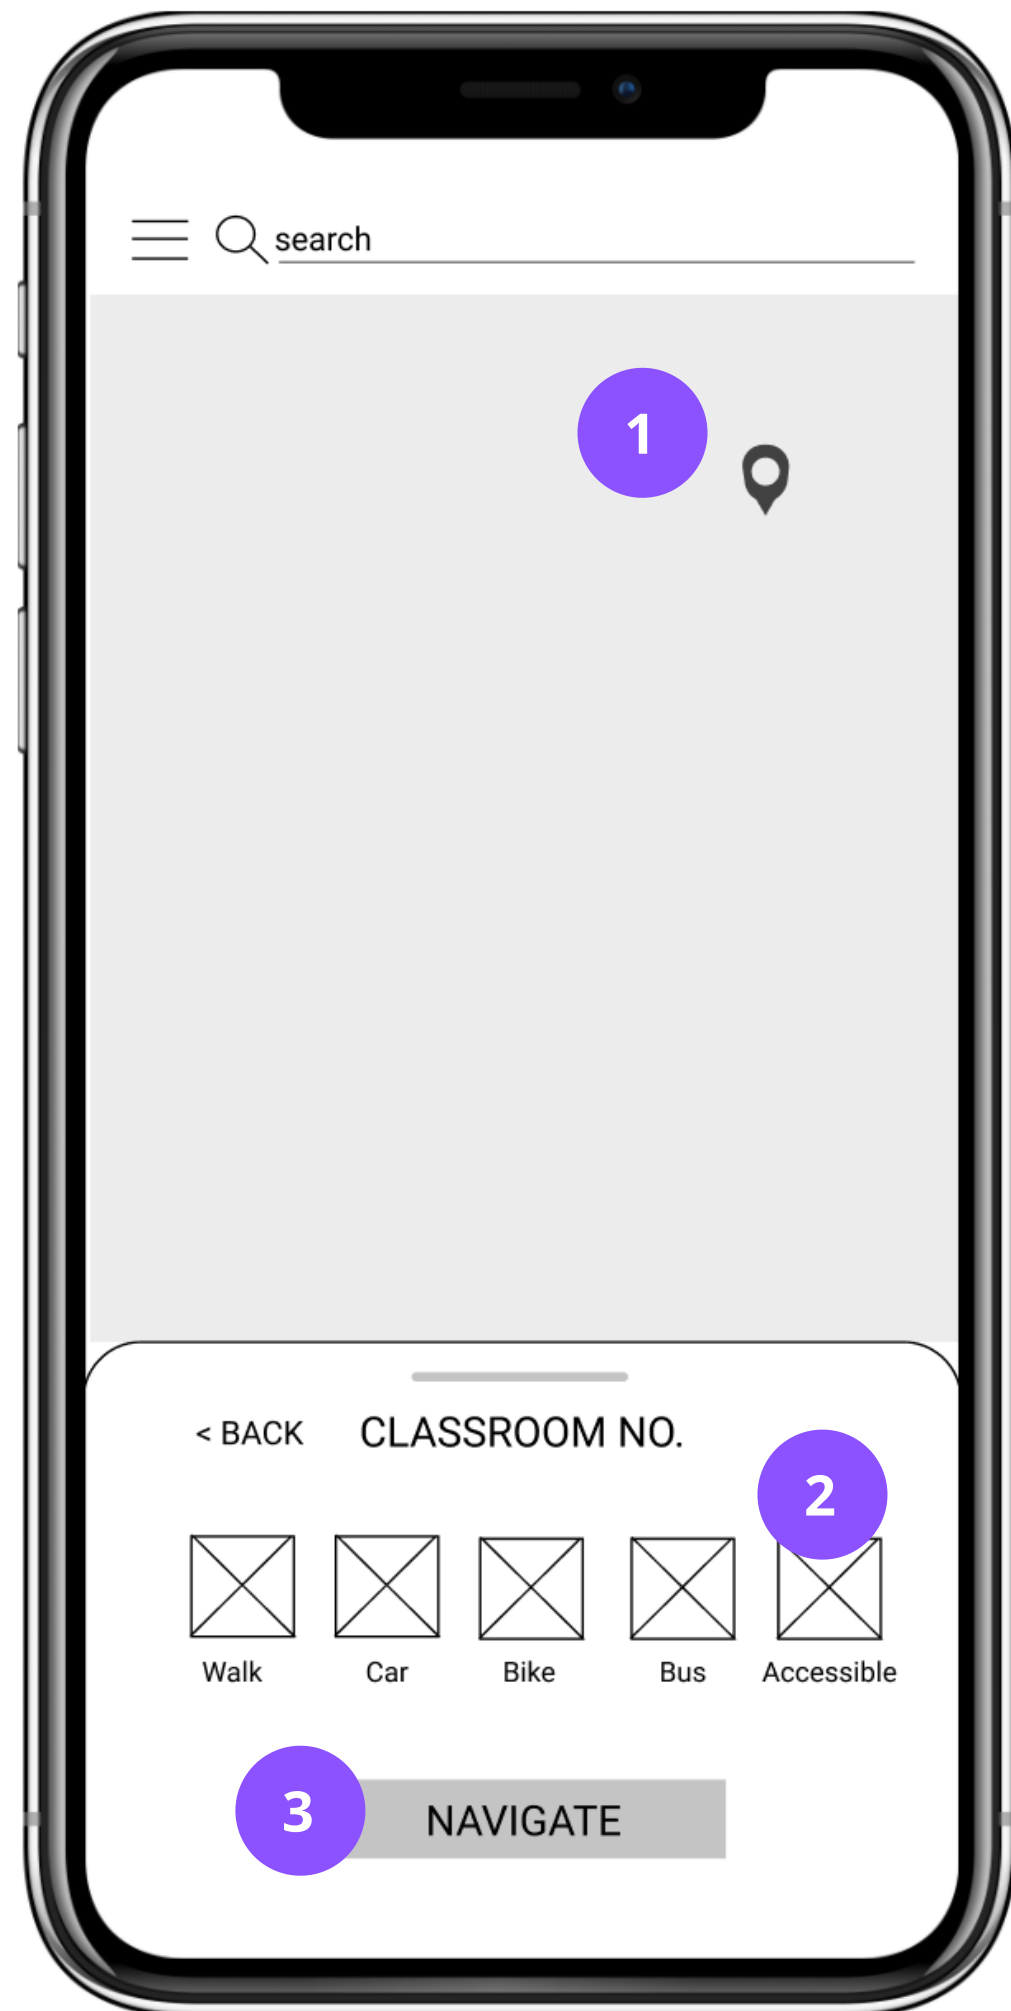 search
1
< BACK CLASSROOM NO.
2
Walk Car Bike Bus Accessible
3 NAVIGATE